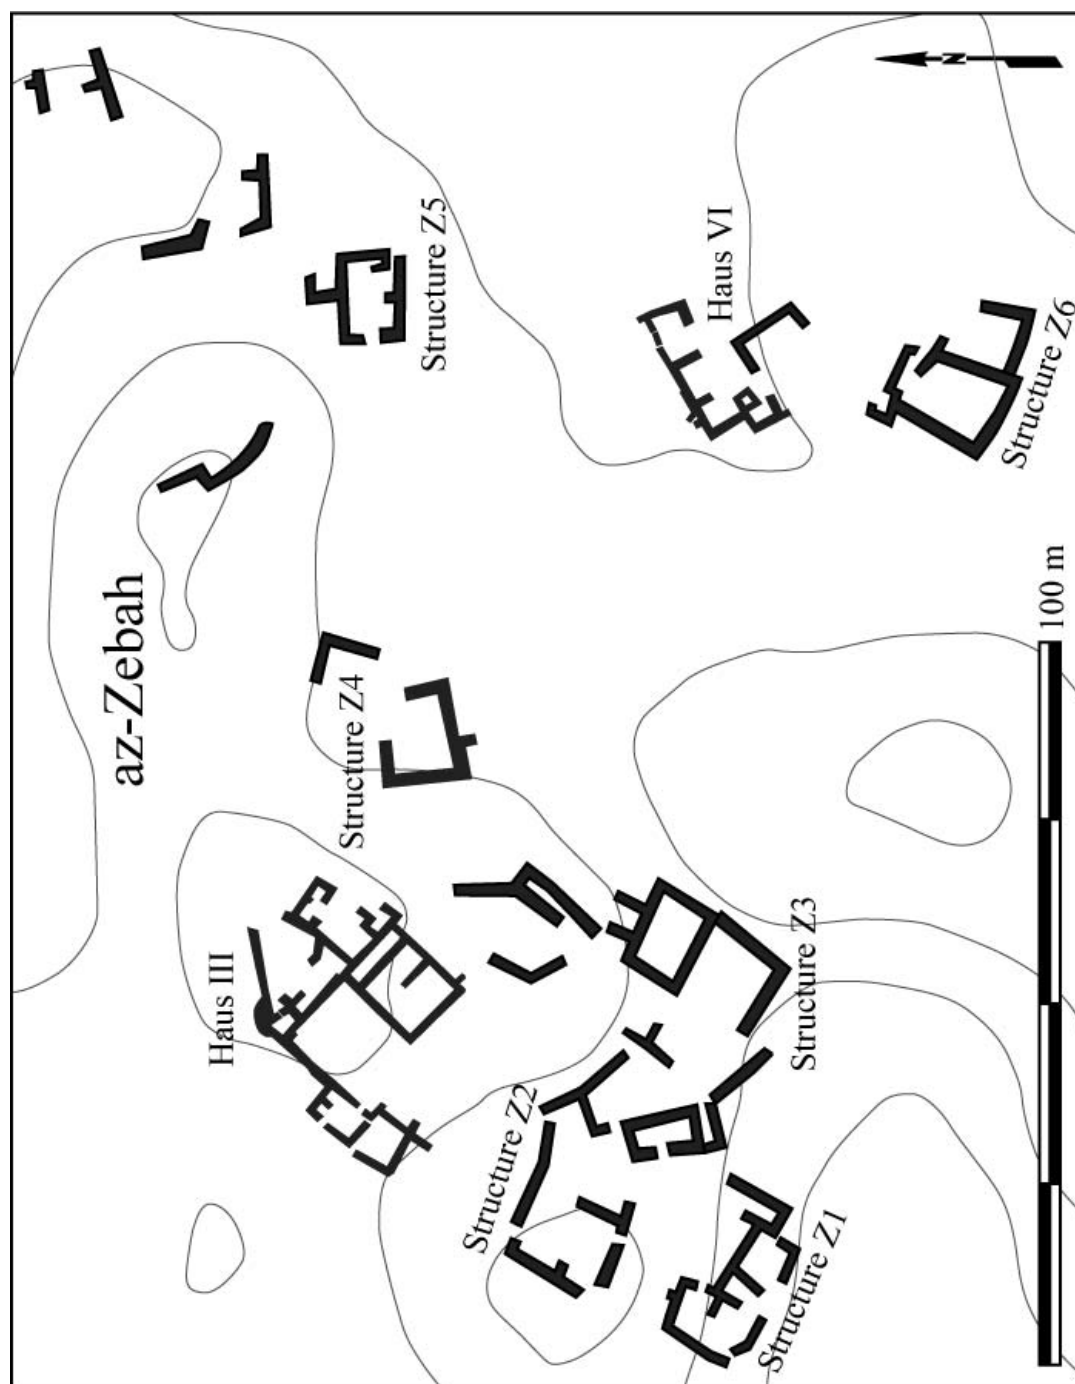 az-Zebah
Haus III
Structure Z4
Structure Z5
Structure Z2
Haus VI
Structure Z3
Structure Z1
Structure Z6
N
100 m